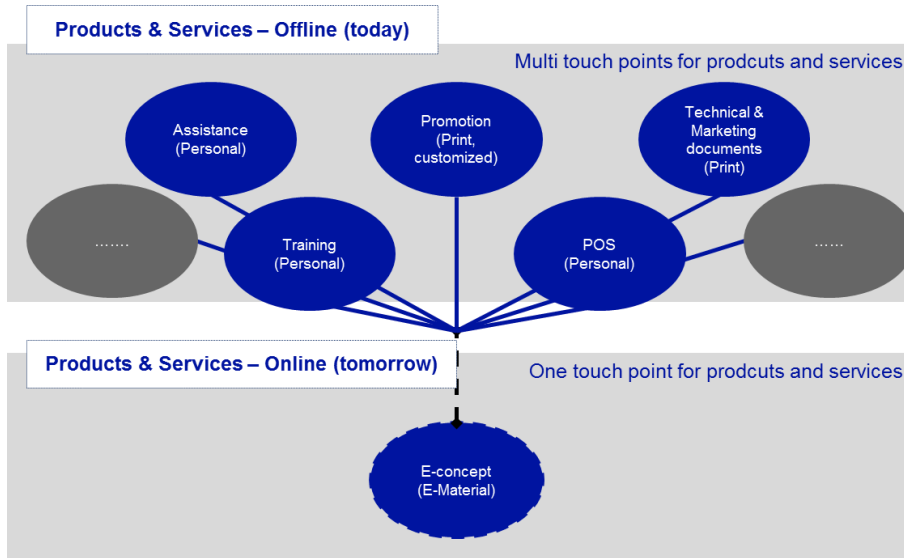 Products & Services – Offline (today)
Multi touch points for prodcuts and services
Assistance
(Personal)
Promotion
(Print,
customized)
Technical &
Marketing
documents
(Print)
…….
Training
(Personal)
POS
(Personal)
……
Products & Services – Online (tomorrow)
One touch point for prodcuts and services
E-concept
(E-Material)